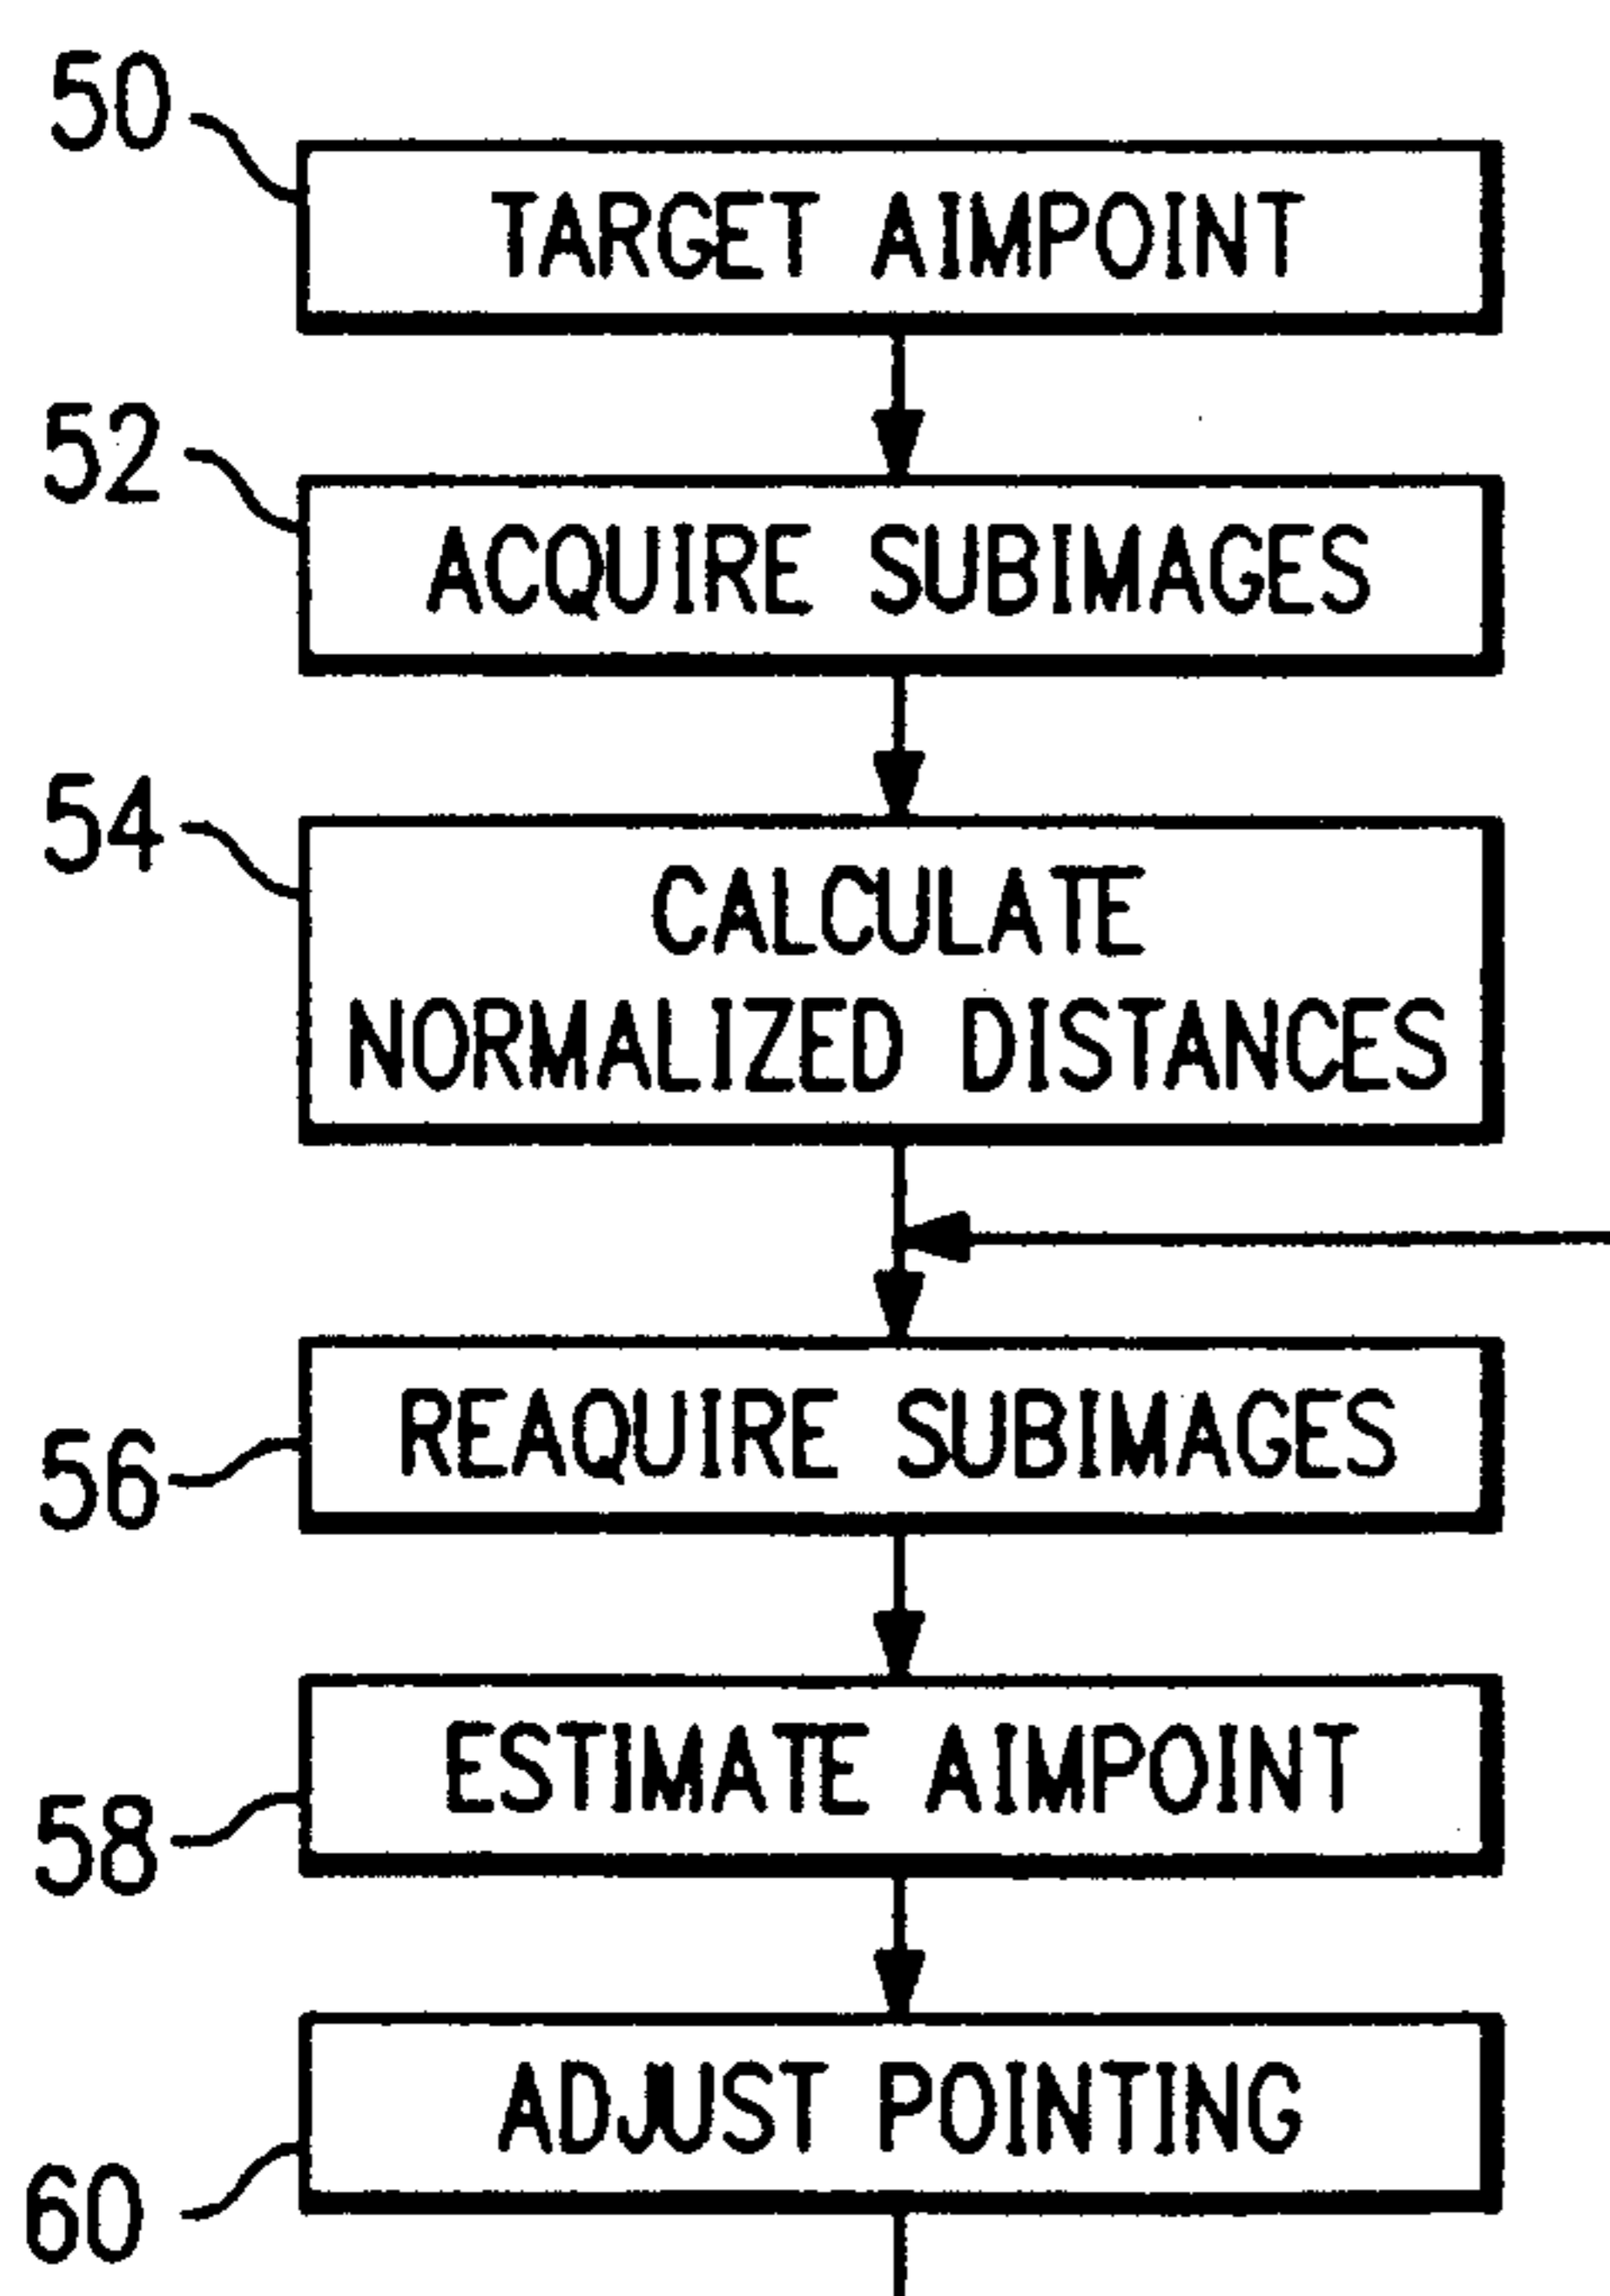 50
TARGET AIMPOINT
52
ACQUIRE SUBIMAGES
54
CALCULATE
NORMALIZED DISTANCES
56
REAQUIRE SUBIMAGES
58
ESTIMATE AIMPOINT
60
ADJUST POINTING